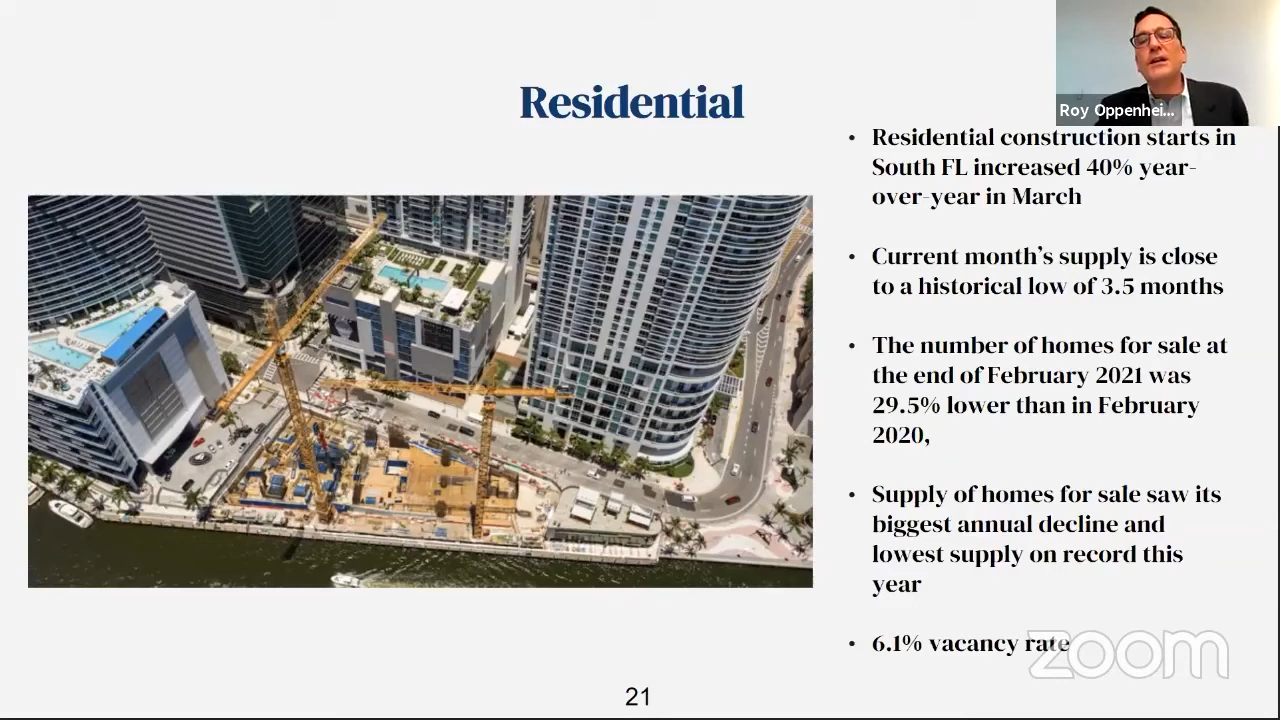 Residential
Roy Oppenhei...
• Residential construction starts in
South FL increased 40% year-
over-year in March
• Current month's supply is close
to a historical low of 3.5 months
• The number of homes for sale at
the end of February 2021 was
29.5% lower than in February
2020,
• Supply of homes for sale saw its
biggest annual decline and
lowest supply on record this
year
• 6.1% vacancy rate
zoom
21